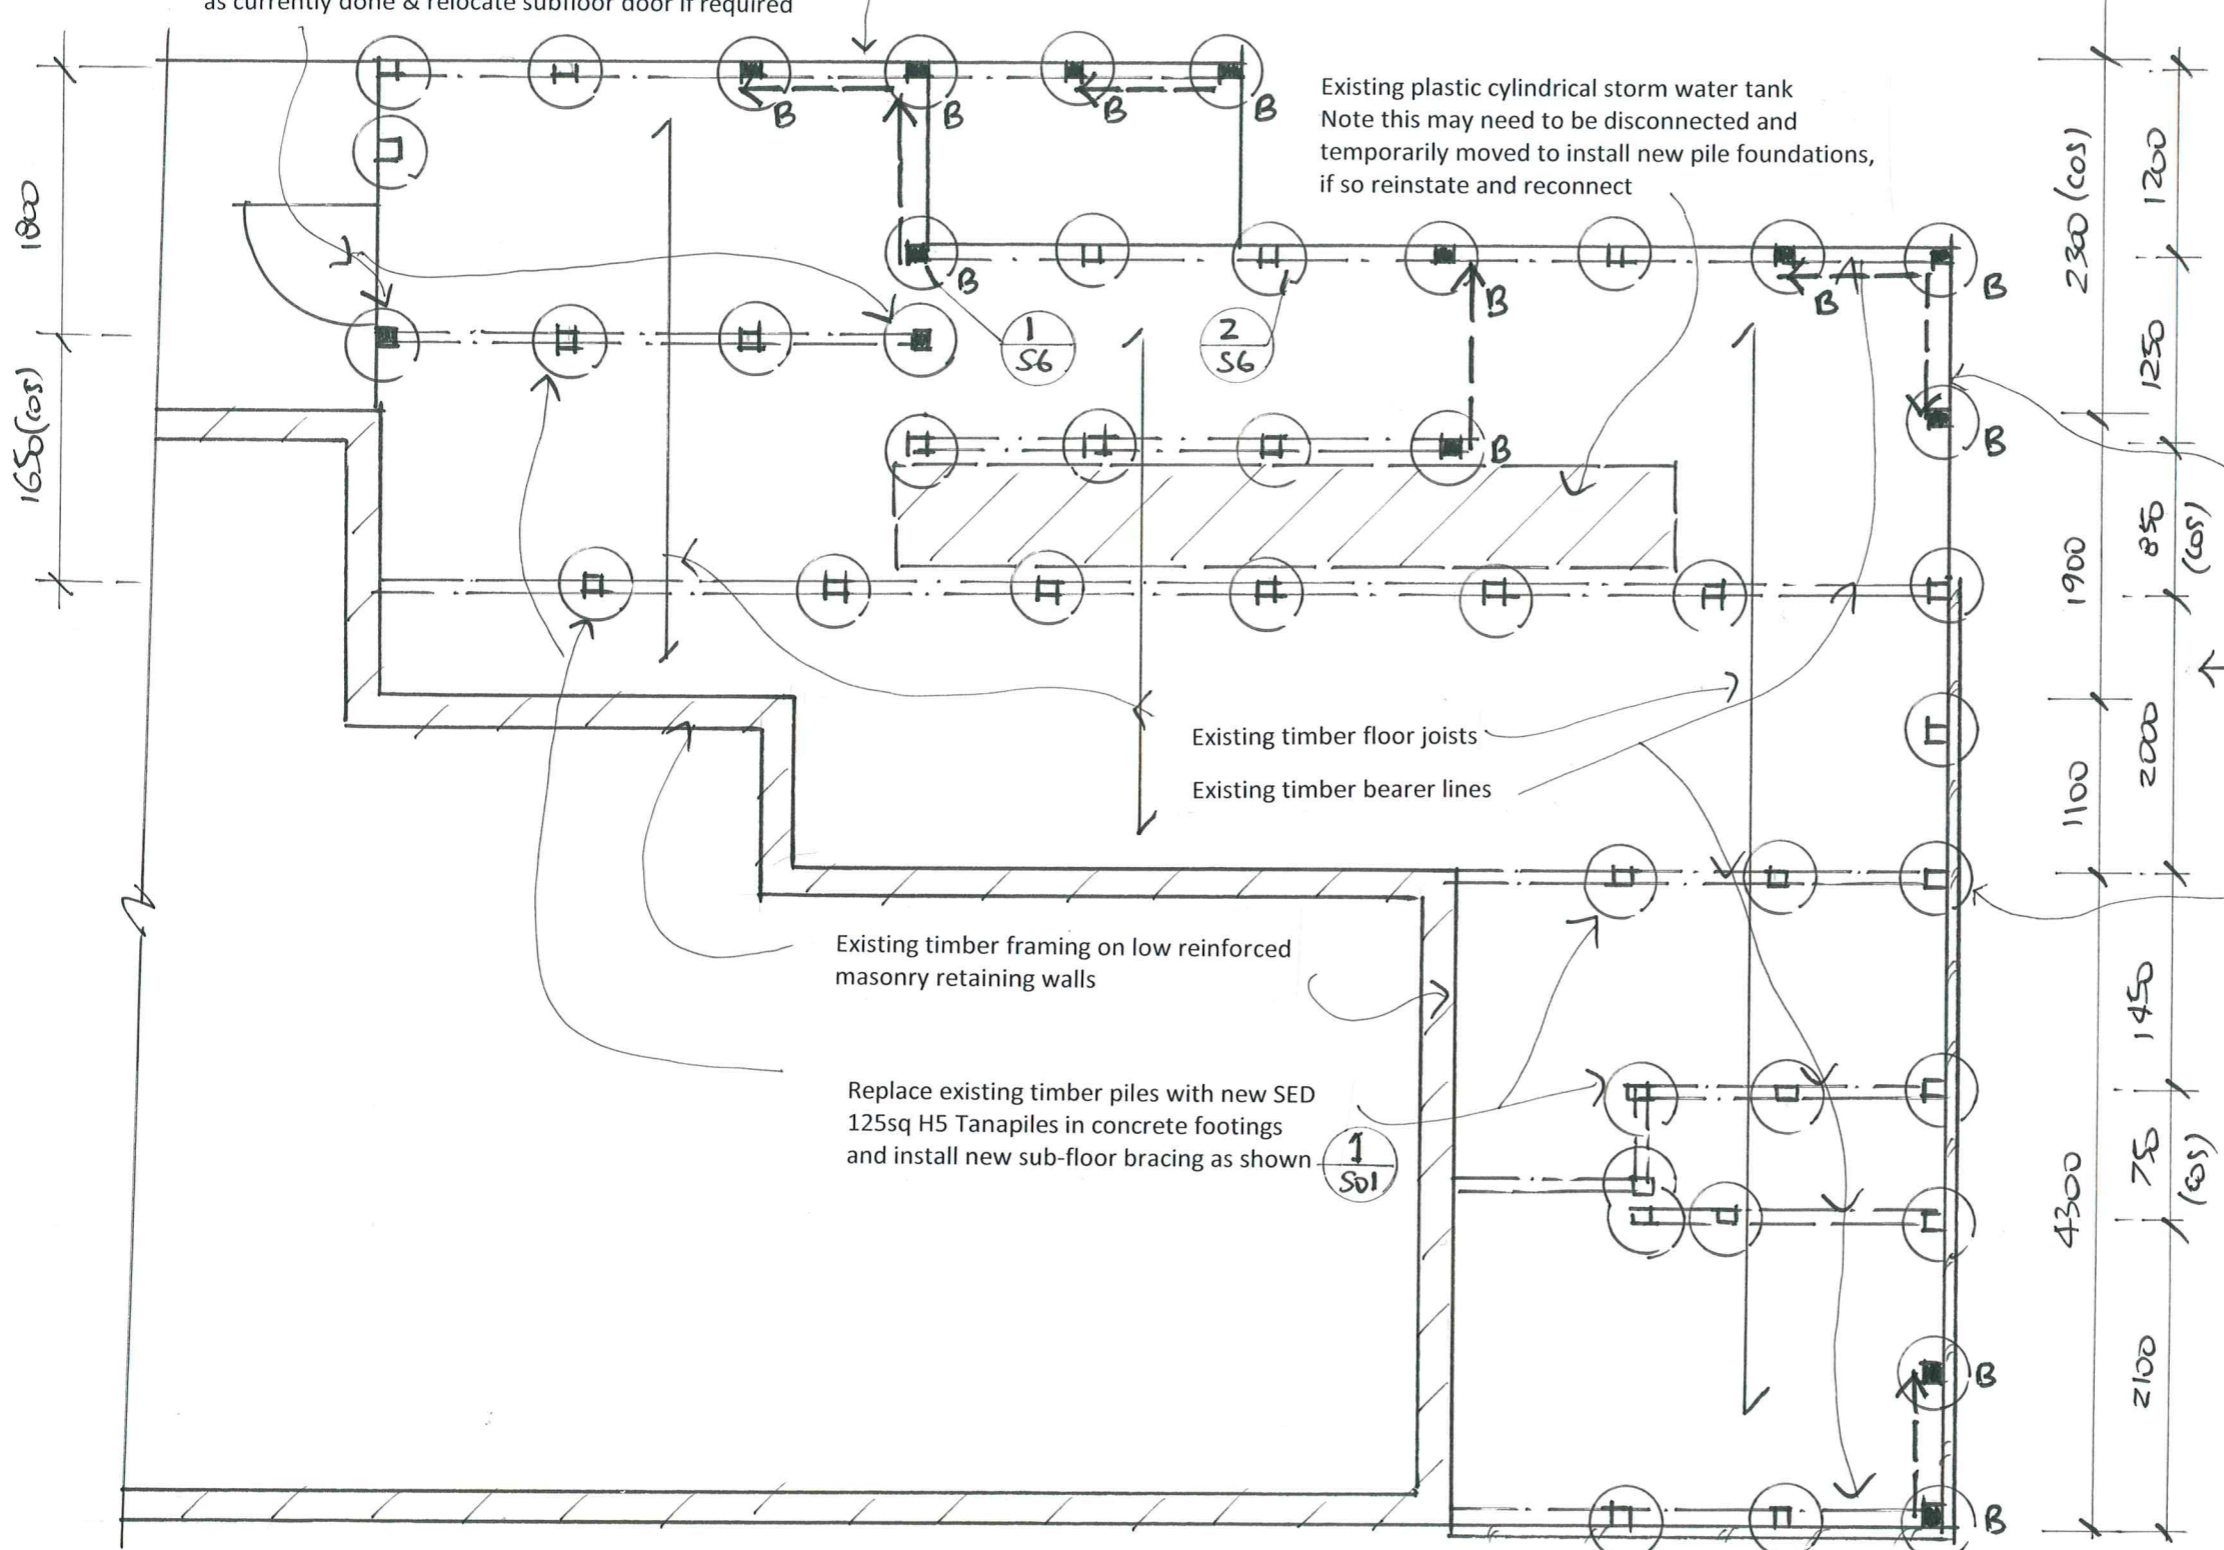 as currently done & relocate subfloor door if required
B
B
B
B
Existing plastic cylindrical storm water tank
Note this may need to be disconnected and
temporarily moved to install new pile foundations,
if so reinstate and reconnect
1800
1650(cos)
B
B
B
B
1
S6
2
S6
B
B
2300 (cos)
1900
1100
4300
1200
1250
850
(cos)
2000
1450
750
(cos)
2100
Existing timber floor joists
Existing timber bearer lines
Existing timber framing on low reinforced
masonry retaining walls
Replace existing timber piles with new SED
125sq H5 Tanapiles in concrete footings
and install new sub-floor bracing as shown
1
S01
B
B